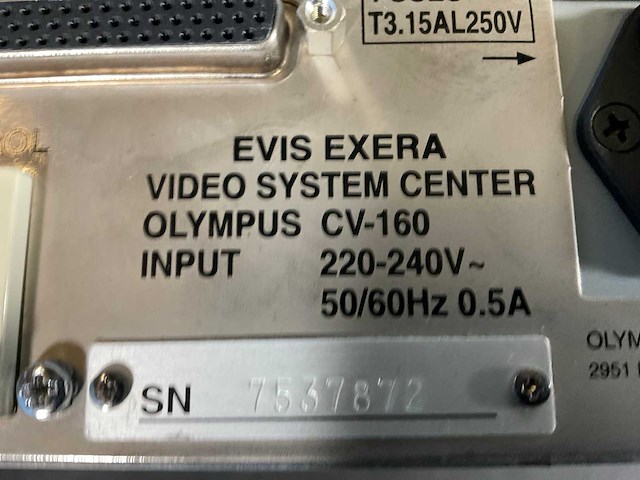 T3.15AL250V
ROL
EVIS EXERA
VIDEO SYSTEM CENTER
OLYMPUS CV-160
INPUT 220-240V~
50/60Hz 0.5A
OLYM
2951
SN 7537872